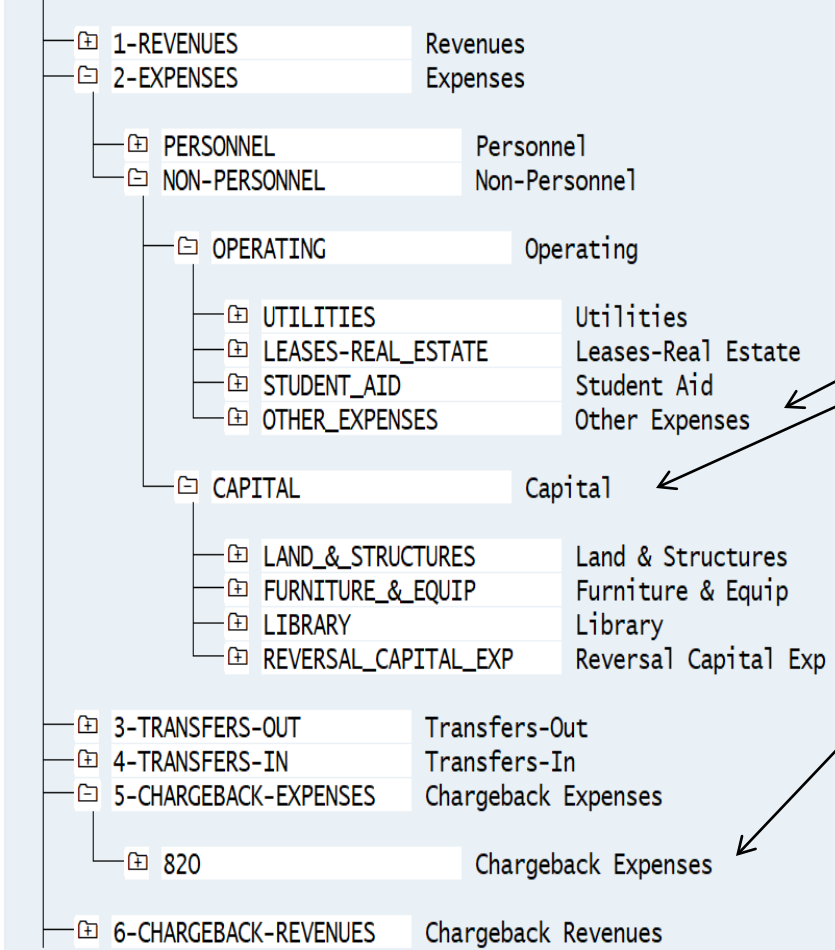 1-REVENUES Revenues
2-EXPENSES Expenses
PERSONNEL Personnel
NON-PERSONNEL Non-Personnel
OPERATING Operating
UTILITIES Utilities
LEASES-REAL_ESTATE Leases-Real Estate
STUDENT_AID Student Aid
OTHER_EXPENSES Other Expenses
CAPITAL Capital
LAND_&_STRUCTURES Land & Structures
FURNITURE_&_EQUIP Furniture & Equip
LIBRARY Library
REVERSAL_CAPITAL_EXP Reversal Capital Exp
3-TRANSFERS-OUT Transfers-Out
4-TRANSFERS-IN Transfers-In
5-CHARGEBACK-EXPENSES Chargeback Expenses
820 Chargeback Expenses
6-CHARGEBACK-REVENUES Chargeback Revenues